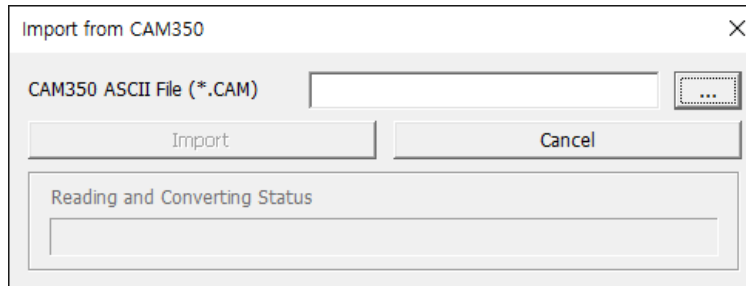 Import from CAM350
CAM350 ASCII File (*.CAM) ...
Import Cancel
Reading and Converting Status